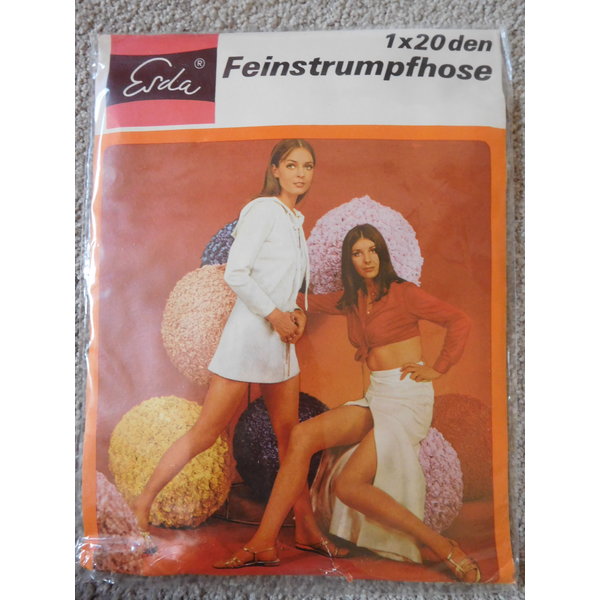 Esda ®
1x20 den
Feinstrumpfhose